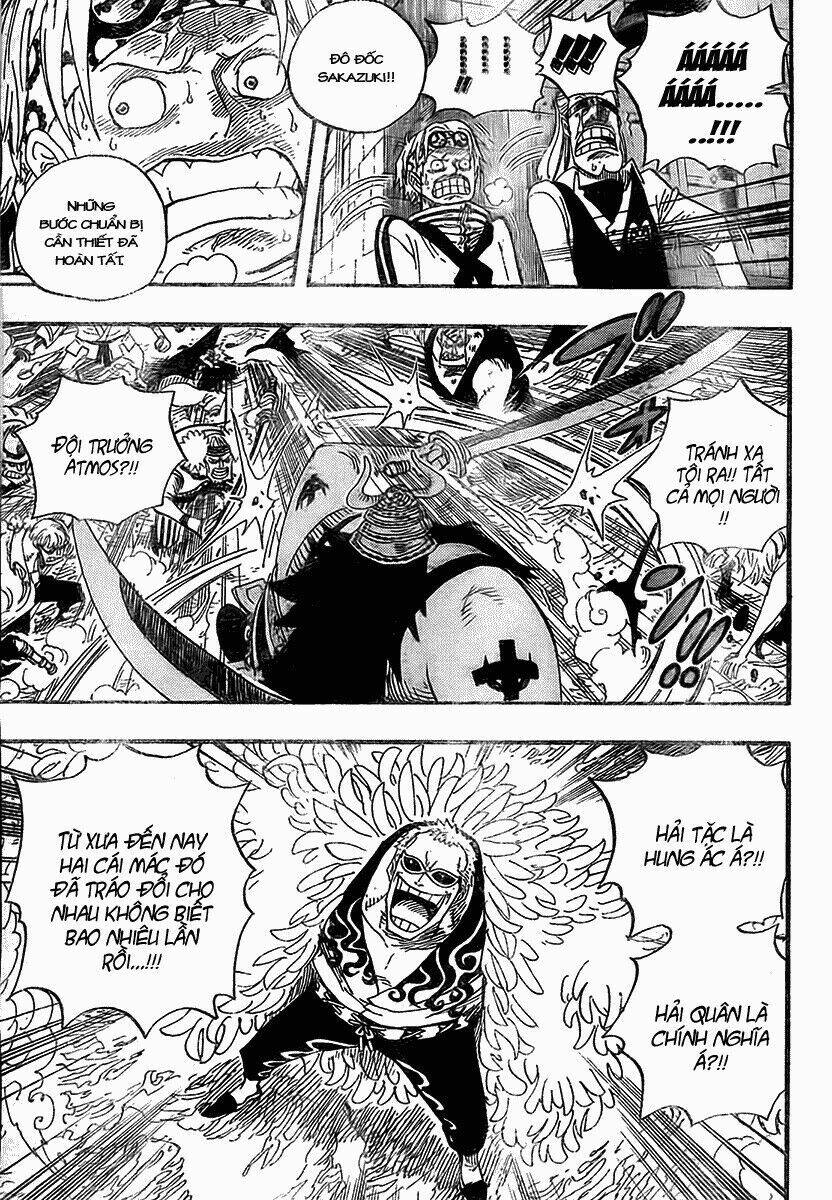 ÁÁÁÁÁ
ÁÁÁÁ.....
...!!!
!!!
ĐÔ ĐỐC
SAKAZUKI!!
NHỮNG
BƯỚC CHUẨN BỊ
CẦN THIẾT ĐÃ
HOÀN TẤT.
TRÁNH XA
TÔI RA!! TẤT
CẢ MỌI NGƯỜI
!!
ĐỘI TRƯỞNG
ATMOS?!!
HẢI TẶC LÀ
HUNG ÁC Á?!!
HẢI QUÂN LÀ
CHÍNH NGHĨA
Á?!!
TỪ XƯA ĐẾN NAY
HAI CÁI MÁC ĐÓ
ĐÃ TRÁO ĐỔI CHO
NHAU KHÔNG BIẾT
BAO NHIÊU LẦN
RỒI...!!!